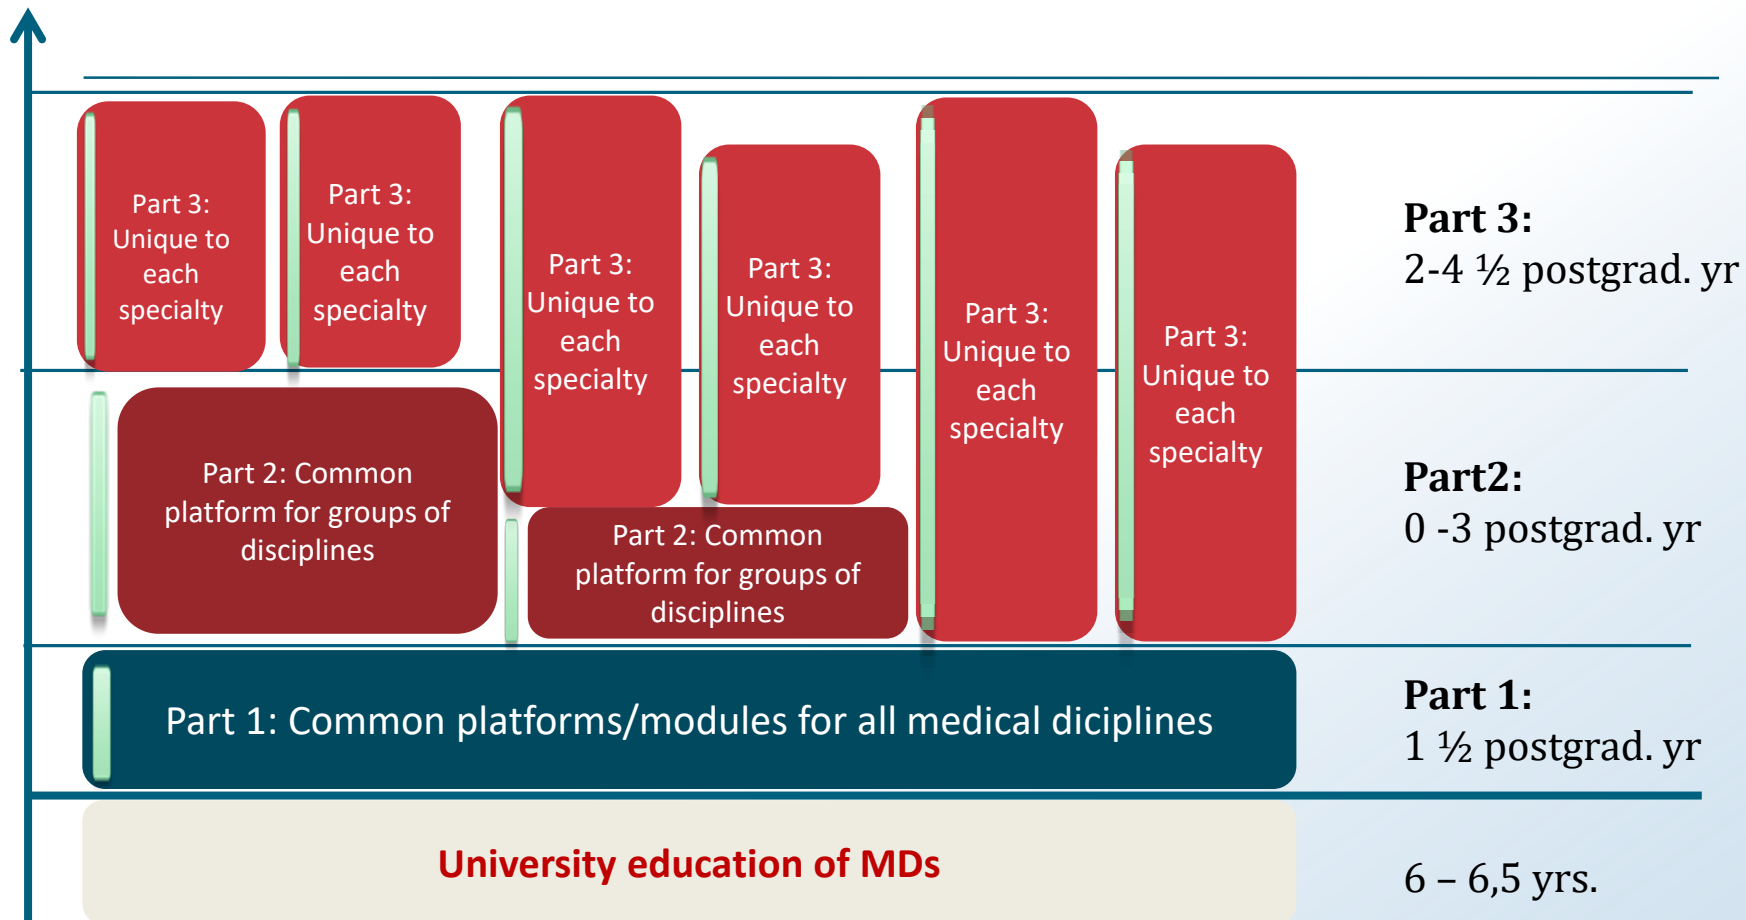 Part 3:
Unique to
each
specialty
Part 3:
Unique to
each
specialty
Part 3:
Unique to
each
specialty
Part 3:
Unique to
each
specialty
Part 3:
Unique to
each
specialty
Part 3:
Unique to
each
specialty
Part 3:
2-4 ½ postgrad. yr
Part 2: Common
platform for groups of
disciplines
Part 2: Common
platform for groups of
disciplines
Part2:
0 -3 postgrad. yr
Part 1: Common platforms/modules for all medical diciplines
Part 1:
1 ½ postgrad. yr
University education of MDs
6 – 6,5 yrs.